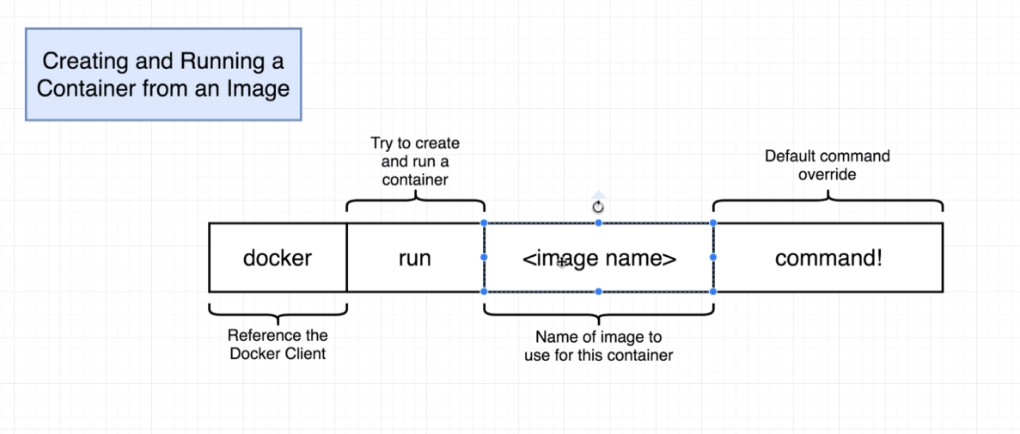 Creating and Running a
Container from an Image
Try to create
and run a
container
Default command
override
docker
run
<image name>
command!
Reference the
Docker Client
Name of image to
use for this container